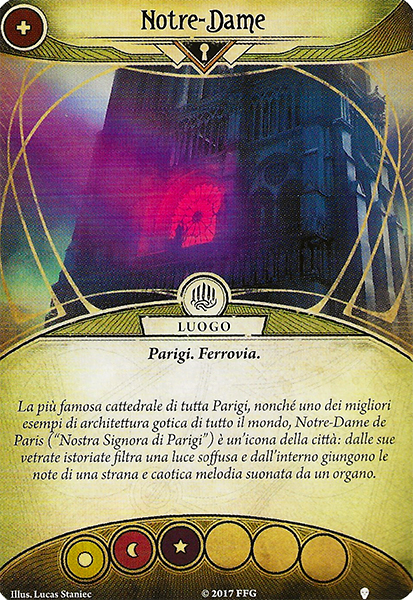 Notre-Dame
LUOGO
Parigi. Ferrovia.
La più famosa cattedrale di tutta Parigi, nonché uno dei migliori
esempi di architettura gotica di tutto il mondo, Notre-Dame de
Paris (“Nostra Signora di Parigi”) è un’icona della città: dalle sue
vetrate istoriate filtra una luce soffusa e dall’interno giungono le
note di una strana e caotica melodia suonata da un organo.
Illus. Lucas Staniec
© 2017 FFG